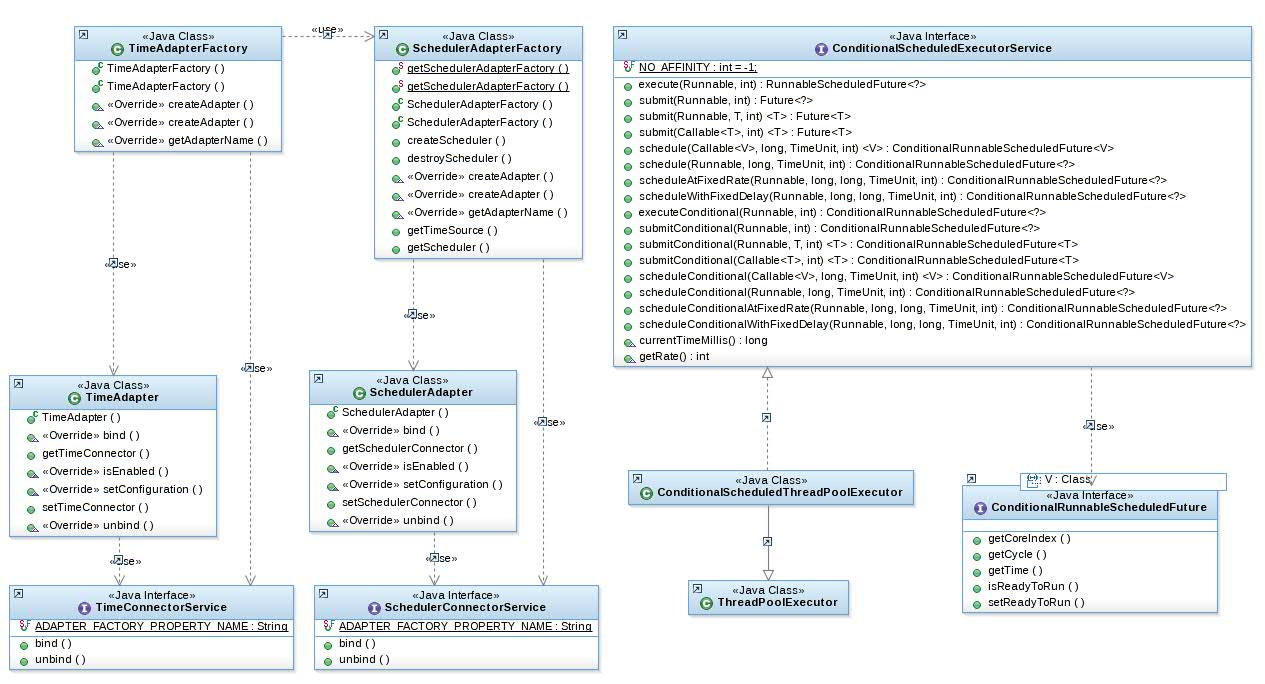 «Java Class»
TimeAdapterFactory
TimeAdapterFactory ( )
TimeAdapterFactory ( )
«Override» createAdapter ( )
«Override» createAdapter ( )
«Override» getAdapterName ( )
«use»
«Java Class»
SchedulerAdapterFactory
getSchedulerAdapterFactory ( )
getSchedulerAdapterFactory ( )
SchedulerAdapterFactory ( )
SchedulerAdapterFactory ( )
createScheduler ( )
destroyScheduler ( )
«Override» createAdapter ( )
«Override» createAdapter ( )
«Override» getAdapterName ( )
getTimeSource ( )
getScheduler ( )
«Java Interface»
ConditionalScheduledExecutorService
NO_AFFINITY : int = -1;
execute(Runnable, int) : RunnableScheduledFuture<?>
submit(Runnable, int) : Future<?>
submit(Runnable, T, int) <T> : Future<T>
submit(Callable<T>, int) <T> : Future<T>
schedule(Callable<V>, long, TimeUnit, int) <V> : ConditionalRunnableScheduledFuture<V>
schedule(Runnable, long, TimeUnit, int) : ConditionalRunnableScheduledFuture<?>
scheduleAtFixedRate(Runnable, long, long, TimeUnit, int) : ConditionalRunnableScheduledFuture<?>
scheduleWithFixedDelay(Runnable, long, long, TimeUnit, int) : ConditionalRunnableScheduledFuture<?>
executeConditional(Runnable, int) : ConditionalRunnableScheduledFuture<?>
submitConditional(Runnable, int) : ConditionalRunnableScheduledFuture<?>
submitConditional(Runnable, T, int) <T> : ConditionalRunnableScheduledFuture<T>
submitConditional(Callable<T>, int) <T> : ConditionalRunnableScheduledFuture<T>
scheduleConditional(Callable<V>, long, TimeUnit, int) <V> : ConditionalRunnableScheduledFuture<V>
scheduleConditional(Runnable, long, TimeUnit, int) : ConditionalRunnableScheduledFuture<?>
scheduleConditionalAtFixedRate(Runnable, long, long, TimeUnit, int) : ConditionalRunnableScheduledFuture<?>
scheduleConditionalWithFixedDelay(Runnable, long, long, TimeUnit, int) : ConditionalRunnableScheduledFuture<?>
currentTimeMillis() : long
getRate() : int
«use»
«use»
«use»
«use»
«use»
«Java Class»
TimeAdapter
TimeAdapter ( )
«Override» bind ( )
getTimeConnector ( )
«Override» isEnabled ( )
«Override» setConfiguration ( )
setTimeConnector ( )
«Override» unbind ( )
«Java Class»
SchedulerAdapter
SchedulerAdapter ( )
«Override» bind ( )
getSchedulerConnector ( )
«Override» isEnabled ( )
«Override» setConfiguration ( )
setSchedulerConnector ( )
«Override» unbind ( )
«Java Class»
ConditionalScheduledThreadPoolExecutor
V : Class
«Java Interface»
ConditionalRunnableScheduledFuture
getCoreIndex ( )
getCycle ( )
getTime ( )
isReadyToRun ( )
setReadyToRun ( )
«use»
«use»
«Java Interface»
TimeConnectorService
ADAPTER_FACTORY_PROPERTY_NAME : String
bind ( )
unbind ( )
«Java Interface»
SchedulerConnectorService
ADAPTER_FACTORY_PROPERTY_NAME : String
bind ( )
unbind ( )
«Java Class»
ThreadPoolExecutor